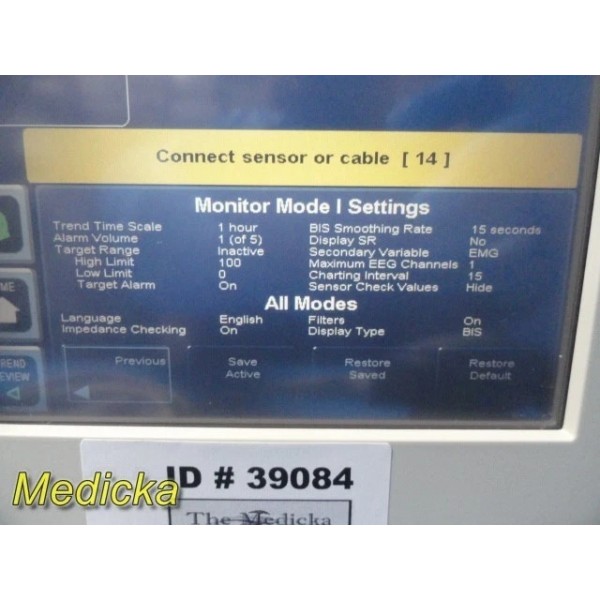 Connect sensor or cable [ 14 ]
Monitor Mode I Settings
Trend Time Scale 1 hour BIS Smoothing Rate 15 seconds
Alarm Volume 1 (of 5) Display SR No
Target Range Inactive Secondary Variable EMG
High Limit 100 Maximum EEG Channels 1
Low Limit 0 Charting Interval 15
Target Alarm On Sensor Check Values Hide
All Modes
Language English Filters On
Impedance Checking On Display Type BIS
Previous Save Active Restore Saved Restore Default
ID # 39084
Medicka
The Medicka